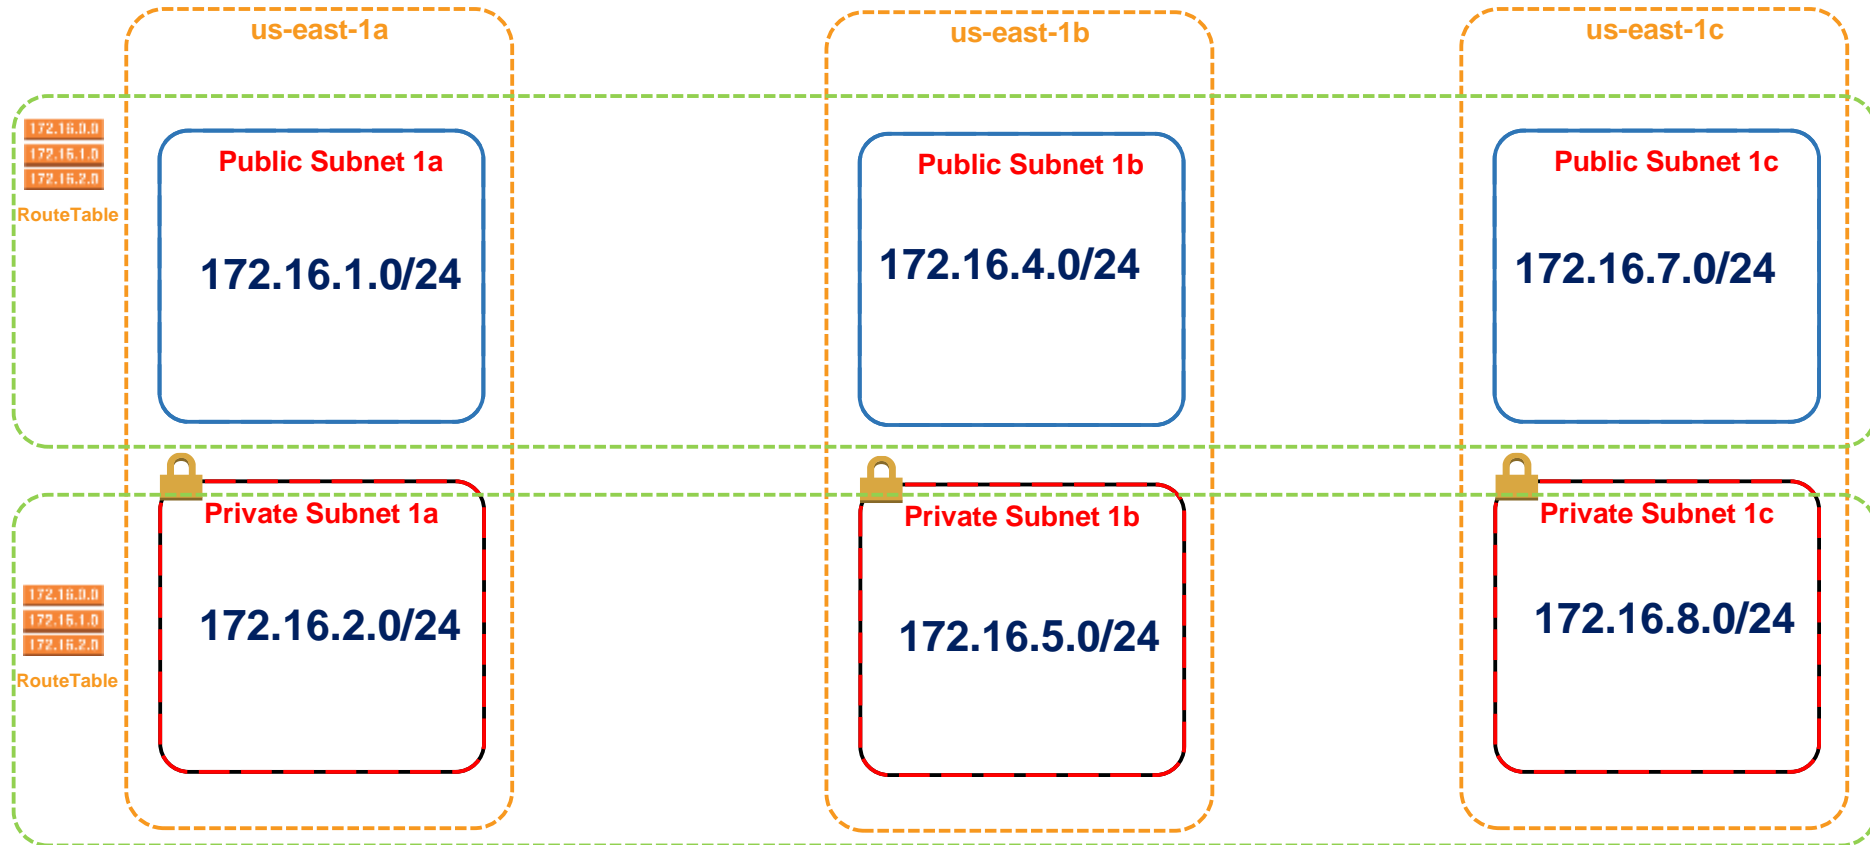 us-east-1a
us-east-1b
us-east-1c
172.16.0.0
172.16.1.0
172.16.2.0
RouteTable
Public Subnet 1a
172.16.1.0/24
Public Subnet 1b
172.16.4.0/24
Public Subnet 1c
172.16.7.0/24
172.16.0.0
172.16.1.0
172.16.2.0
RouteTable
Private Subnet 1a
172.16.2.0/24
Private Subnet 1b
172.16.5.0/24
Private Subnet 1c
172.16.8.0/24